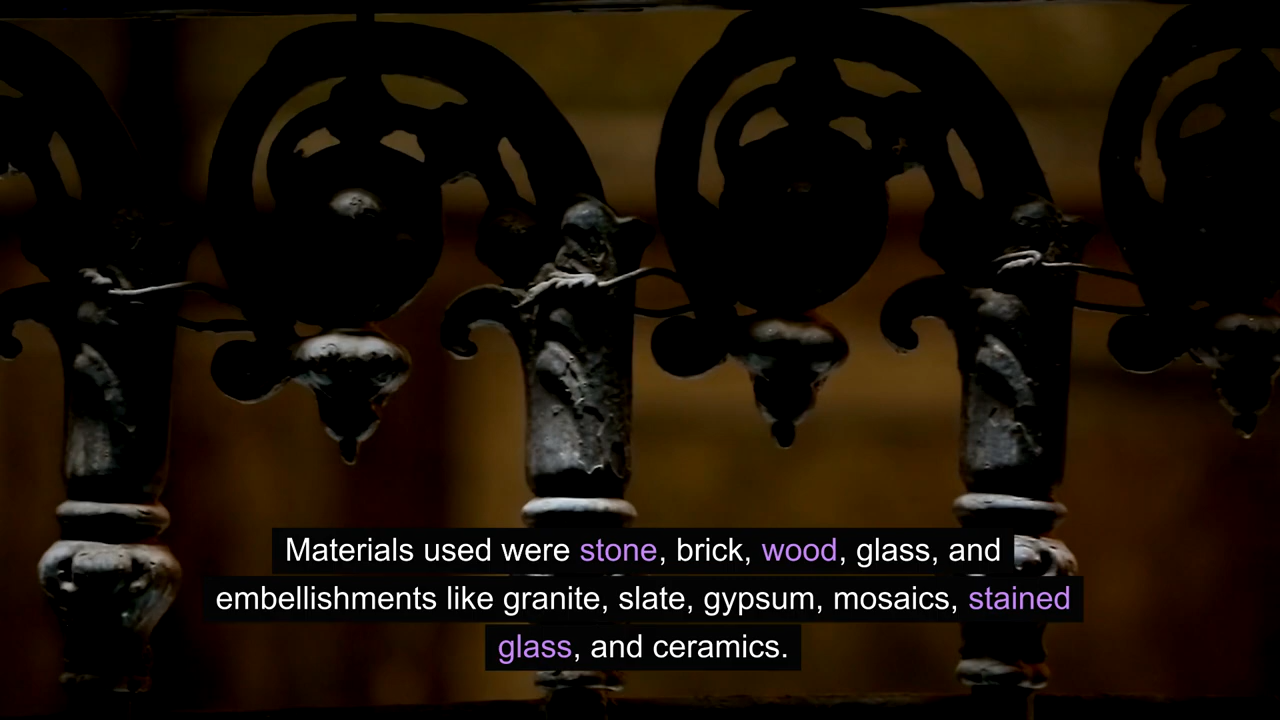 Materials used were stone, brick, wood, glass, and
embellishments like granite, slate, gypsum, mosaics, stained
glass, and ceramics.